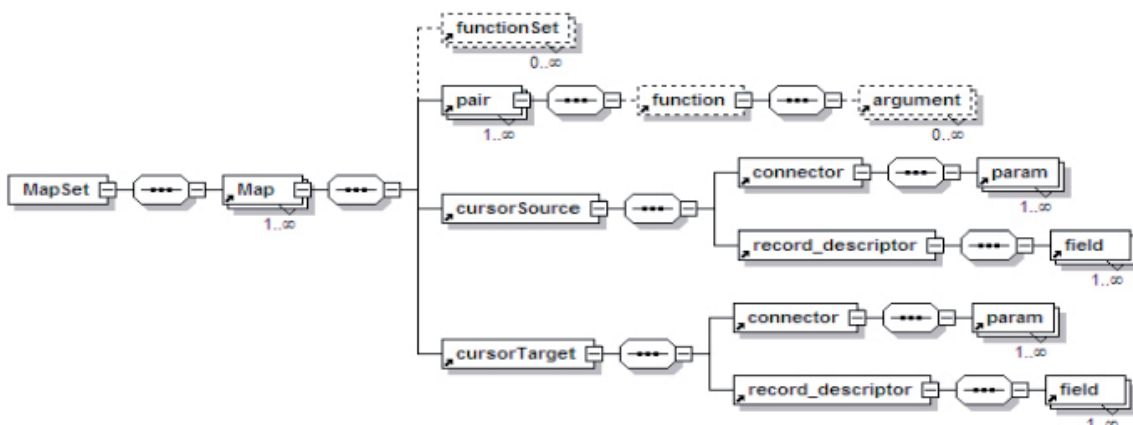 functionSet
0..∞
pair
function
argument
1..∞
0..∞
connector
param
1..∞
MapSet
Map
cursorSource
1..∞
record_descriptor
field
1..∞
connector
param
1..∞
cursorTarget
record_descriptor
field
1..∞